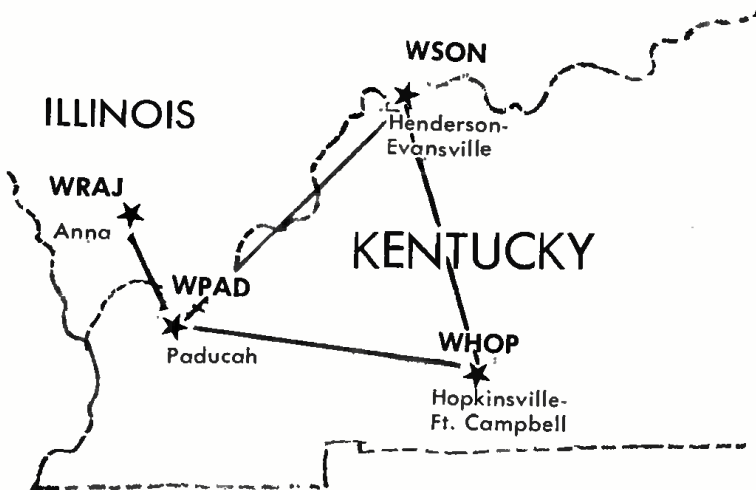 WSON
ILLINOIS
Henderson-
Evansville
WRAJ
Anna
KENTUCKY
WPAD
Paducah
WHOP
Hopkinsville-
Ft. Campbell